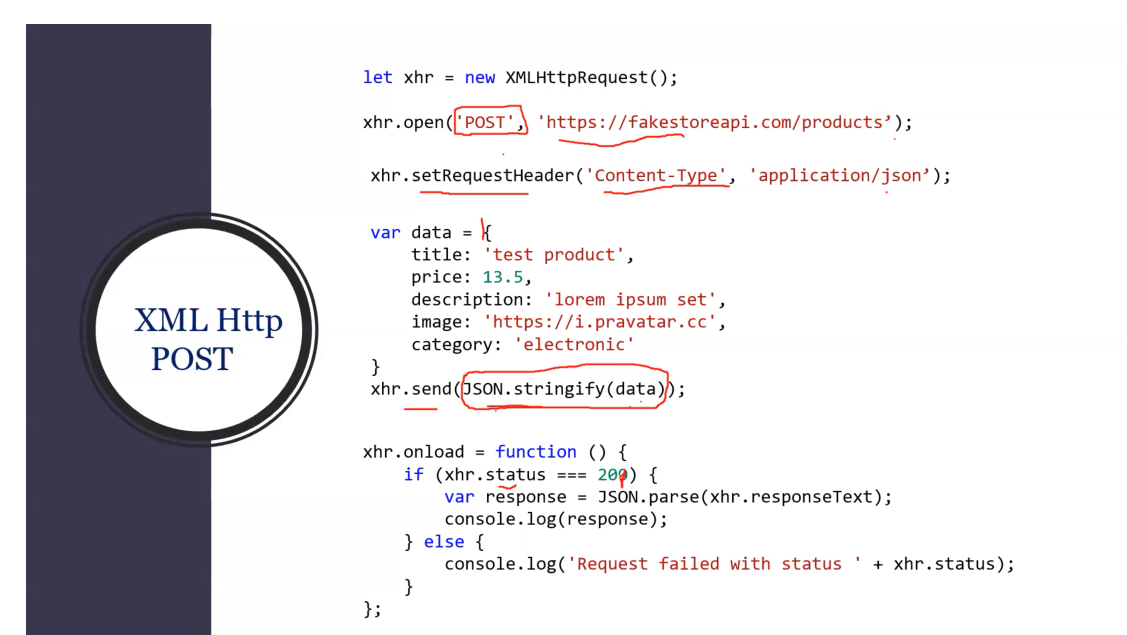 XML Http
POST
let xhr = new XMLHttpRequest();
xhr.open('POST', 'https://fakestoreapi.com/products’);
xhr.setRequestHeader('Content-Type', 'application/json’);
var data = {
title: 'test product',
price: 13.5,
description: 'lorem ipsum set',
image: 'https://i.pravatar.cc',
category: 'electronic'
}
xhr.send(JSON.stringify(data));
xhr.onload = function () {
if (xhr.status === 200) {
var response = JSON.parse(xhr.responseText);
console.log(response);
} else {
console.log('Request failed with status ' + xhr.status);
}
};